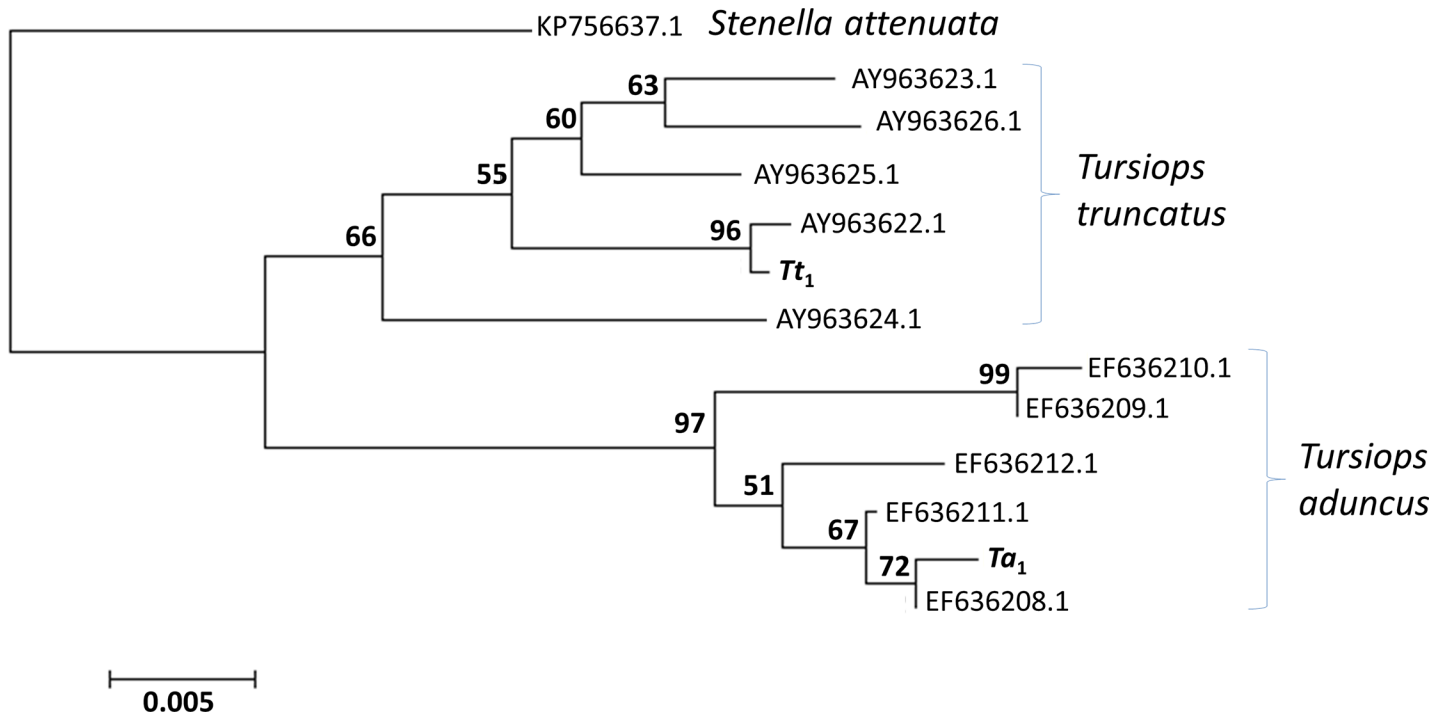 KP756637.1 Stenella attenuata
63 AY963623.1
60 AY963626.1
55 AY963625.1
Tursiops
truncatus
96 AY963622.1
66
Tt1
AY963624.1
99 EF636210.1
EF636209.1
97
Tursiops
aduncus
EF636212.1
51
EF636211.1
67
72 Ta1
EF636208.1
0.005